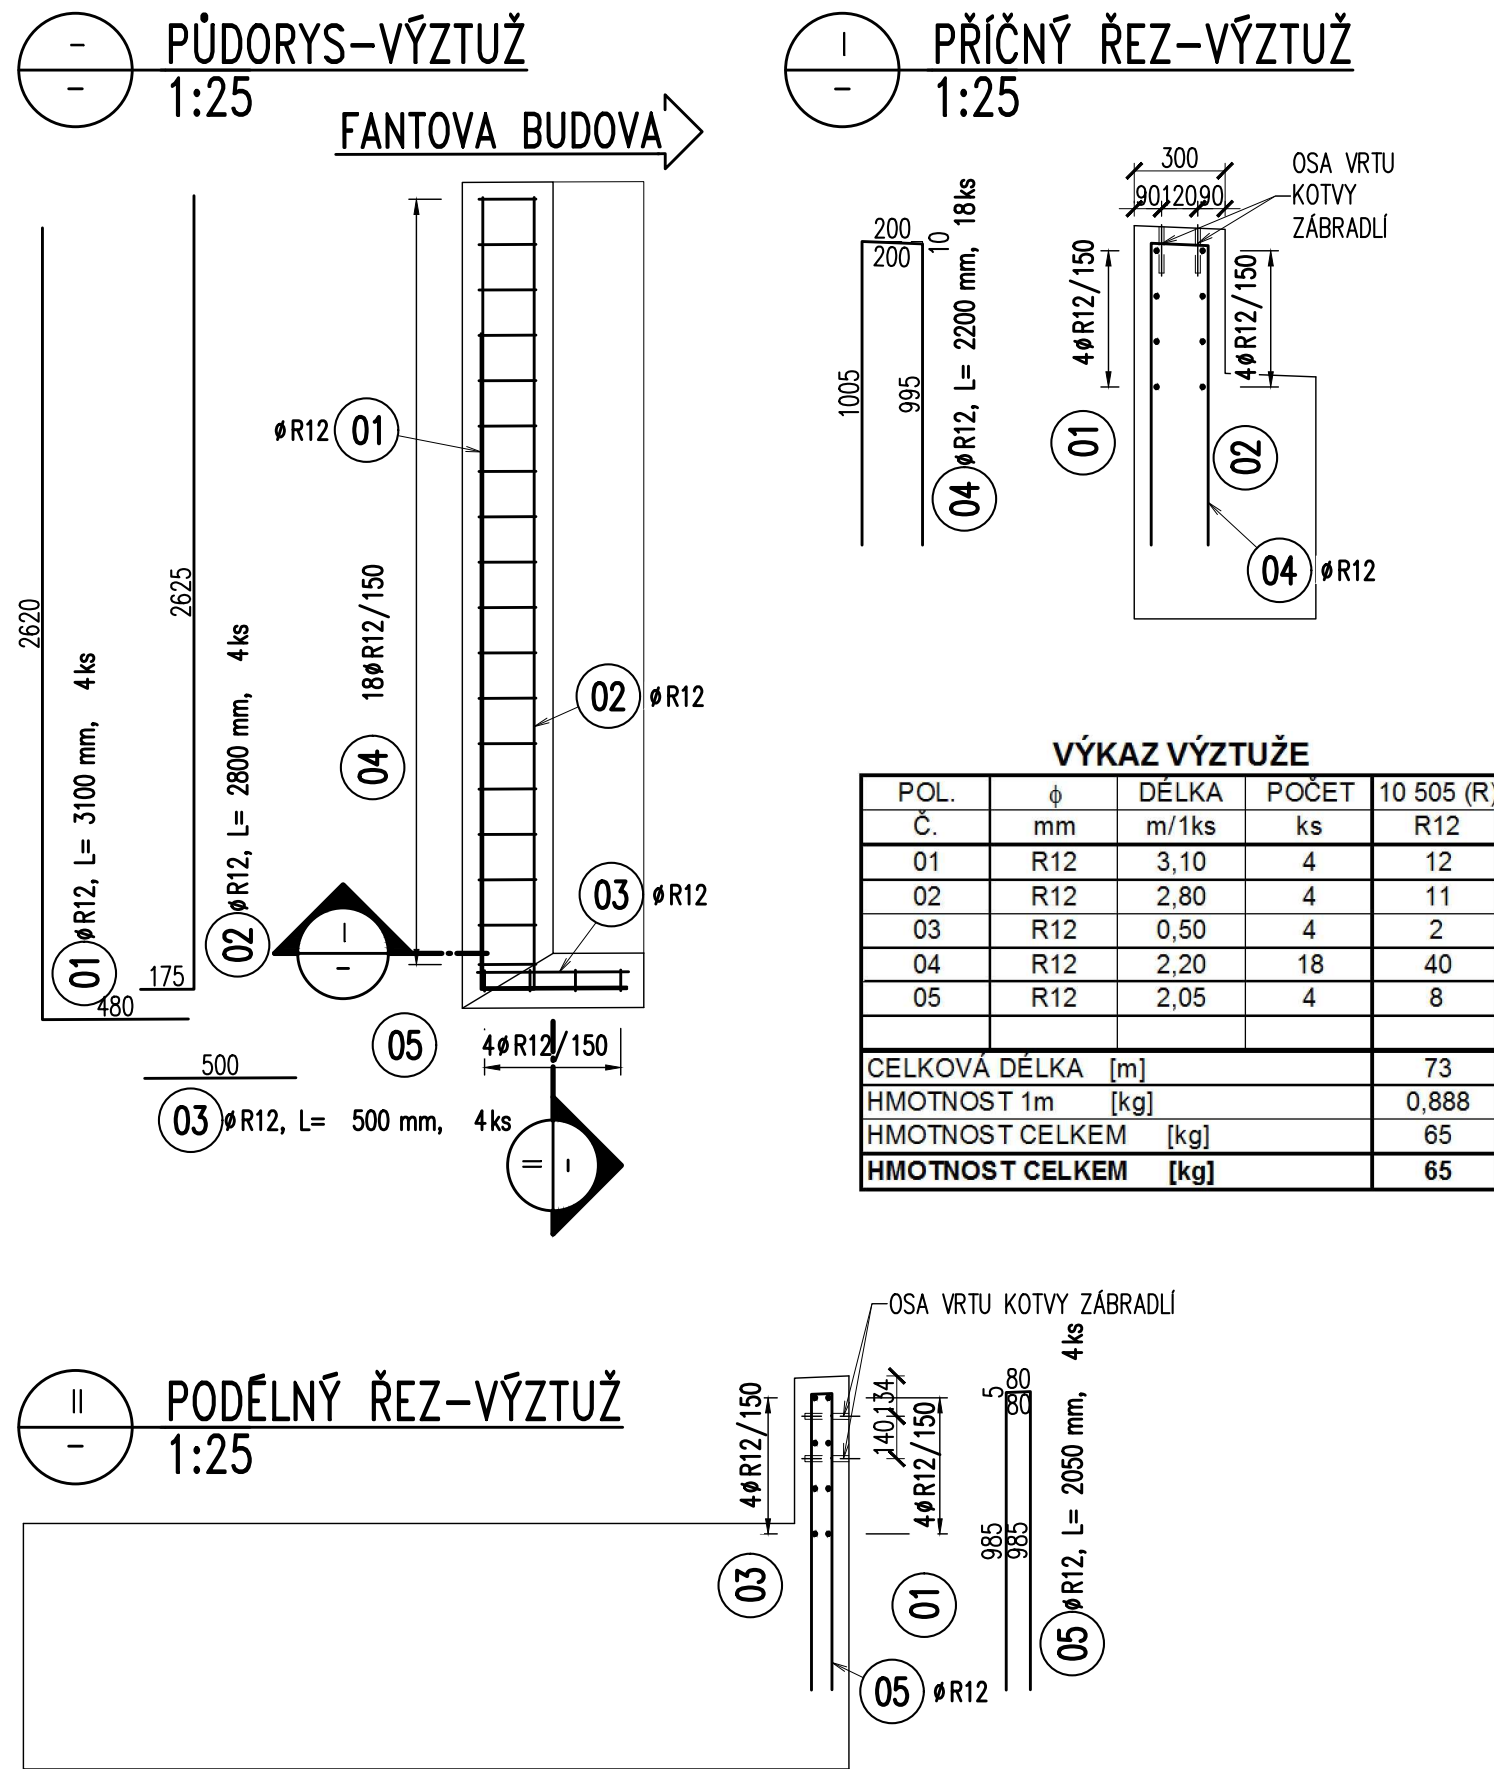 PŮDORYS-VÝZTUŽ
1:25
FANTOVA BUDOVA
2620
2625
01 øR12, L= 3100 mm, 4ks
02 øR12, L= 2800 mm, 4ks
175
480
500
03 øR12, L= 500 mm, 4ks
øR12 01
04 18øR12/150
02 øR12
03 øR12
I
05 4øR12/150
II
I PŘÍČNÝ ŘEZ-VÝZTUŽ
1:25
200
200
10
1005
995
04 øR12, L= 2200 mm, 18ks
300
90 120 90
OSA VRTU
KOTVY
ZÁBRADLÍ
01 4øR12/150
02 4øR12/150
04 øR12
VÝKAZ VÝZTUŽE
POL. ϕ DÉLKA POČET 10 505 (R)
Č. mm m/1ks ks R12
01 R12 3,10 4 12
02 R12 2,80 4 11
03 R12 0,50 4 2
04 R12 2,20 18 40
05 R12 2,05 4 8
CELKOVÁ DÉLKA [m] 73
HMOTNOST 1m [kg] 0,888
HMOTNOST CELKEM [kg] 65
HMOTNOST CELKEM [kg] 65
II PODÉLNÝ ŘEZ-VÝZTUŽ
1:25
OSA VRTU KOTVY ZÁBRADLÍ
03 4øR12/150
140 134
01 4øR12/150
05 øR12
5
80
80
985
985
05 øR12, L= 2050 mm, 4ks